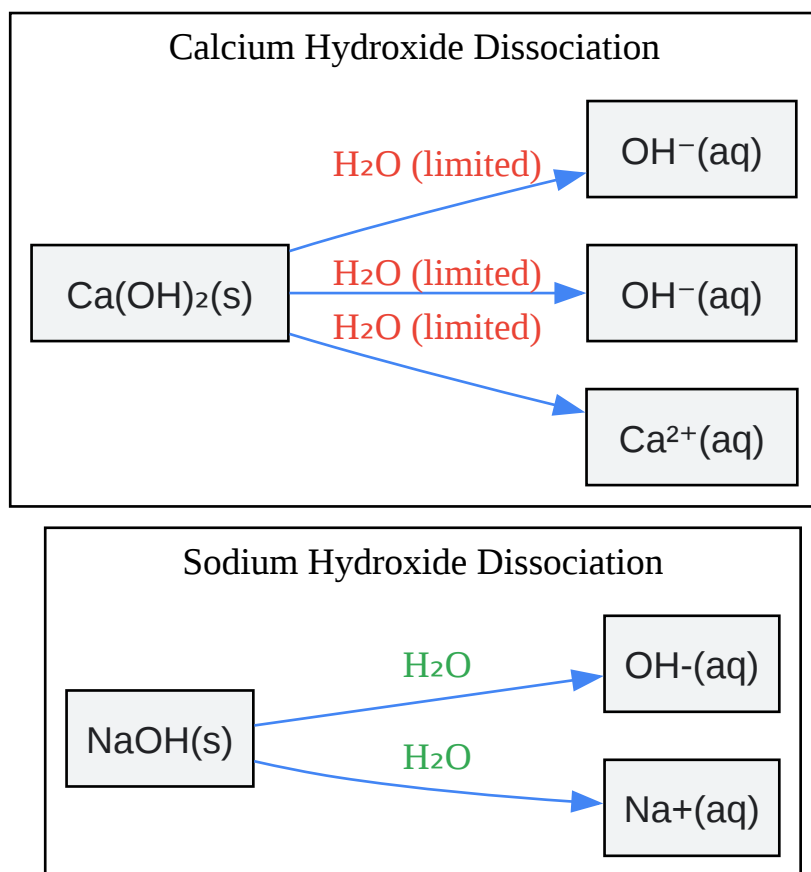 Calcium Hydroxide Dissociation
OH⁻(aq)
H₂O (limited)
Ca(OH)₂(s)
H₂O (limited)
OH⁻(aq)
H₂O (limited)
Ca²⁺(aq)
Sodium Hydroxide Dissociation
OH-(aq)
H₂O
NaOH(s)
H₂O
Na+(aq)